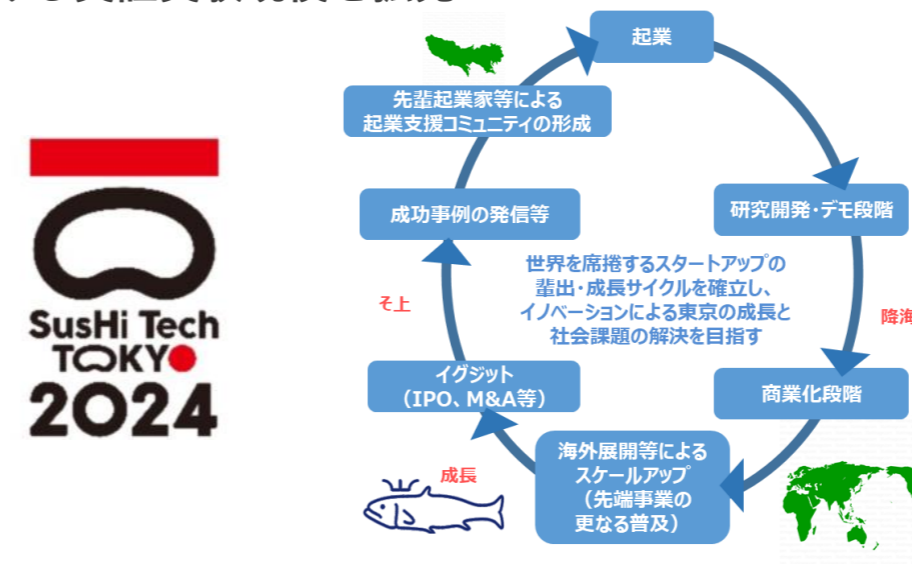 起業
先輩起業家等による
起業支援コミュニティの形成
成功事例の発信等
研究開発・デモ段階
世界を席捲するスタートアップの
輩出・成長サイクルを確立し、
イノベーションによる東京の成長と
社会課題の解決を目指す
そ上
降海
イグジット
（IPO、M&A等）
商業化段階
海外展開等による
スケールアップ
（先端事業の
更なる普及）
成長
SusHi Tech
TOKYO
2024